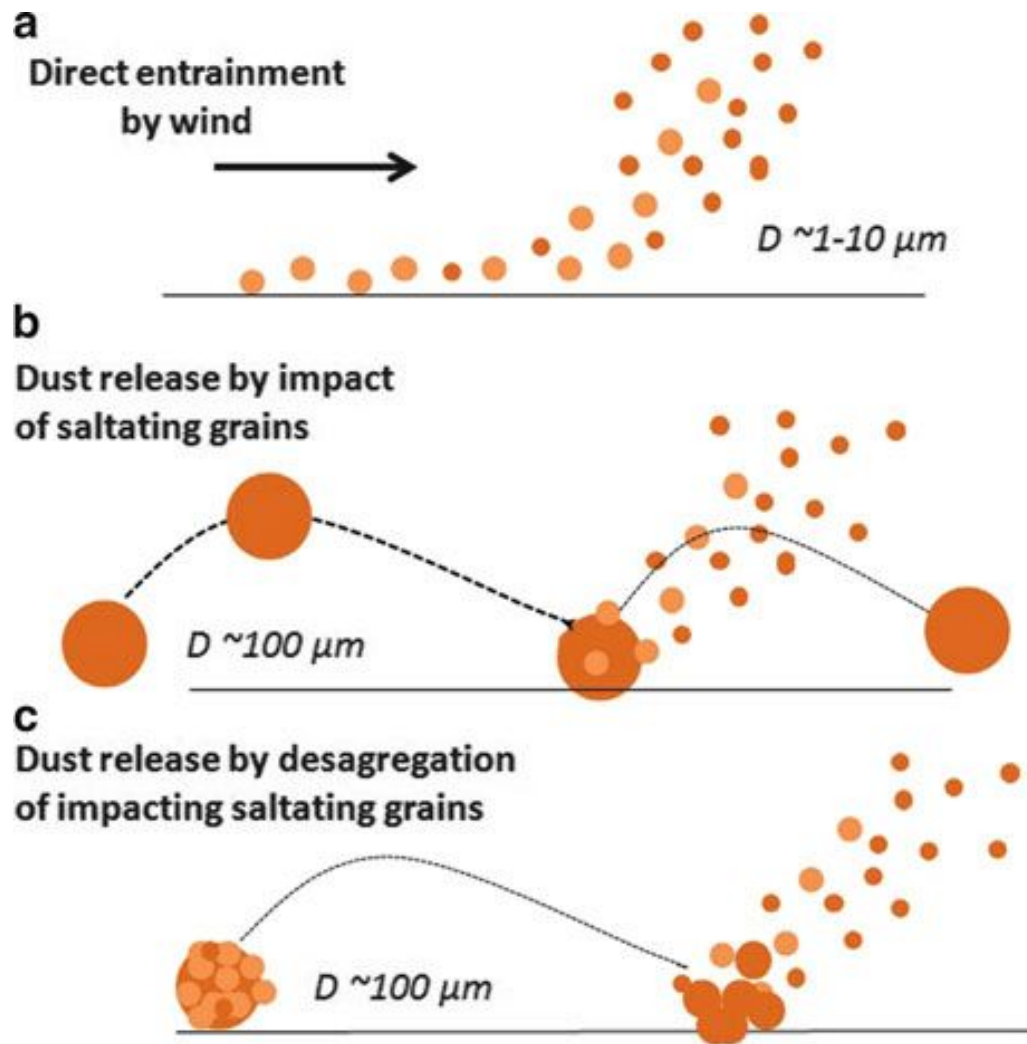 a
Direct entrainment
by wind
D ~1-10 μm
b
Dust release by impact
of saltating grains
D ~100 μm
c
Dust release by desagregation
of impacting saltating grains
D ~100 μm